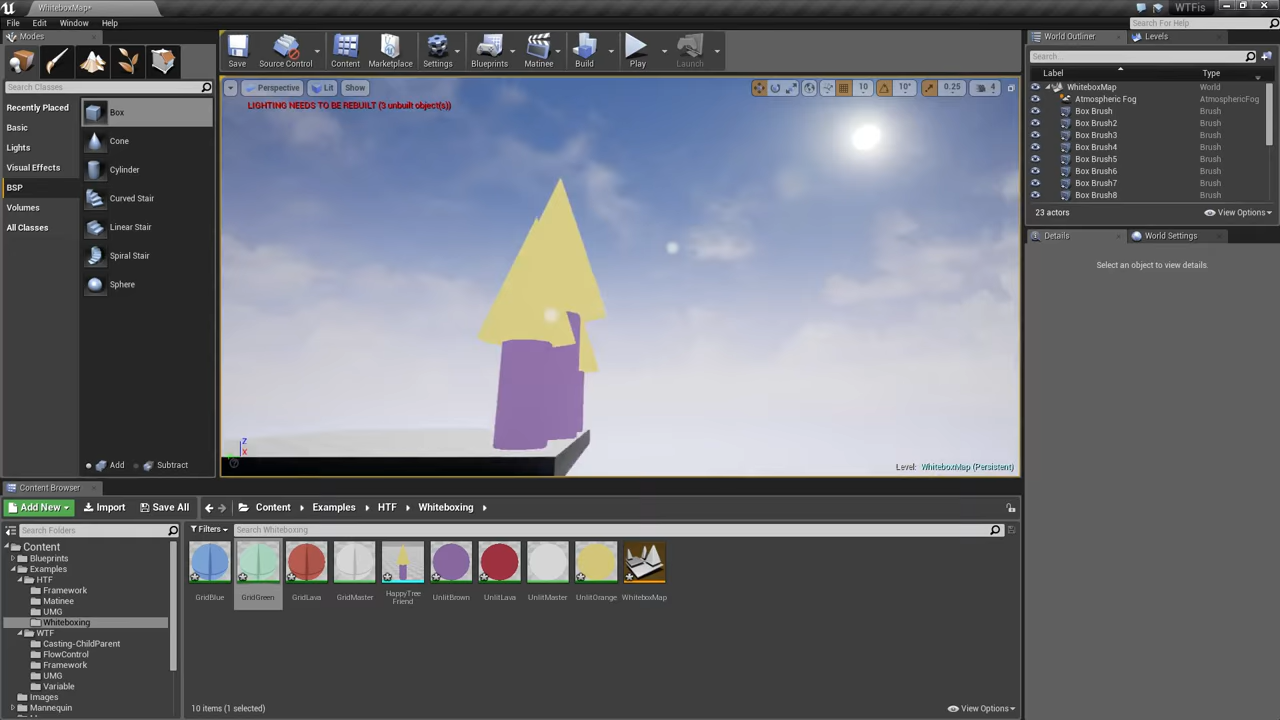 WhiteboxMap*
WTFis
File Edit Window Help
Search For Help
Modes
Search Classes
Recently Placed
Basic
Lights
Visual Effects
BSP
Volumes
All Classes
Box
Cone
Cylinder
Curved Stair
Linear Stair
Spiral Stair
Sphere
Add Subtract
Save Source Control Content Marketplace Settings Blueprints Matinee Build Play Launch
Perspective Lit Show
10 10° 0.25 4
LIGHTING NEEDS TO BE REBUILT (3 unbuilt object(s))
Z
X
Level: WhiteboxMap (Persistent)
World Outliner Levels
Search...
Label Type
WhiteboxMap World
Atmospheric Fog AtmosphericFog
Box Brush Brush
Box Brush2 Brush
Box Brush3 Brush
Box Brush4 Brush
Box Brush5 Brush
Box Brush6 Brush
Box Brush7 Brush
Box Brush8 Brush
23 actors View Options
Details World Settings
Select an object to view details.
Content Browser
Add New Import Save All Content Examples HTF Whiteboxing
Search Folders
Content
Blueprints
Examples
HTF
Framework
Matinee
UMG
Whiteboxing
WTF
Casting-ChildParent
FlowControl
Framework
UMG
Variable
Images
Mannequin
Filters Search Whiteboxing
GridBlue GridGreen GridLava GridMaster HappyTree UnlitBrown UnlitLava UnlitMaster UnlitOrange WhiteboxMap
Friend
10 items (1 selected) View Options